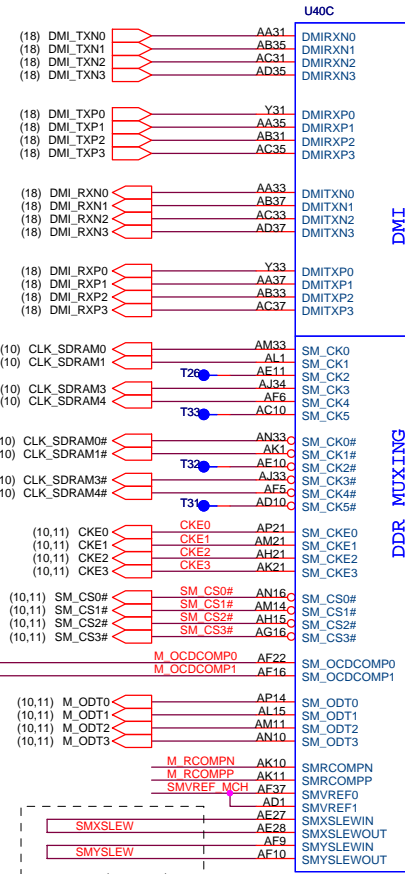 U40C
(18) DMI_TXN0 AA31 DMIRXN0
(18) DMI_TXN1 AB35 DMIRXN1
(18) DMI_TXN2 AC31 DMIRXN2
(18) DMI_TXN3 AD35 DMIRXN3
(18) DMI_TXP0 Y31 DMIRXP0
(18) DMI_TXP1 AA35 DMIRXP1
(18) DMI_TXP2 AB31 DMIRXP2
(18) DMI_TXP3 AC35 DMIRXP3
(18) DMI_RXN0 AA33 DMITXN0
(18) DMI_RXN1 AB37 DMITXN1
(18) DMI_RXN2 AC33 DMITXN2
(18) DMI_RXN3 AD37 DMITXN3
(18) DMI_RXP0 Y33 DMITXP0
(18) DMI_RXP1 AA37 DMITXP1
(18) DMI_RXP2 AB33 DMITXP2
(18) DMI_RXP3 AC37 DMITXP3
DMI
(10) CLK_SDRAM0 AM33 SM_CK0
(10) CLK_SDRAM1 AL1 SM_CK1
T26 AE11 SM_CK2
(10) CLK_SDRAM3 AJ34 SM_CK3
(10) CLK_SDRAM4 AF6 SM_CK4
T33 AC10 SM_CK5
10) CLK_SDRAM0# AN33 SM_CK0#
10) CLK_SDRAM1# AK1 SM_CK1#
T32 AE10 SM_CK2#
10) CLK_SDRAM3# AJ33 SM_CK3#
10) CLK_SDRAM4# AF5 SM_CK4#
T31 AD10 SM_CK5#
(10,11) CKE0 CKE0 AP21 SM_CKE0
(10,11) CKE1 CKE1 AM21 SM_CKE1
(10,11) CKE2 CKE2 AH21 SM_CKE2
(10,11) CKE3 CKE3 AK21 SM_CKE3
DDR MUXING
(10,11) SM_CS0# SM_CS0# AN16 SM_CS0#
(10,11) SM_CS1# SM_CS1# AM14 SM_CS1#
(10,11) SM_CS2# SM_CS2# AH15 SM_CS2#
(10,11) SM_CS3# SM_CS3# AG16 SM_CS3#
M_OCDCOMP0 AF22 SM_OCDCOMP0
M_OCDCOMP1 AF16 SM_OCDCOMP1
(10,11) M_ODT0 AP14 SM_ODT0
(10,11) M_ODT1 AL15 SM_ODT1
(10,11) M_ODT2 AM11 SM_ODT2
(10,11) M_ODT3 AN10 SM_ODT3
M_RCOMPN AK10 SMRCOMPN
M_RCOMPP AK11 SMRCOMPP
SMVREF_MCH AF37 SMVREF0
AD1 SMVREF1
AE27 SMXSLEWIN
SMXSLEW AE28 SMXSLEWOUT
AF9 SMYSLEWIN
SMYSLEW AF10 SMYSLEWOUT